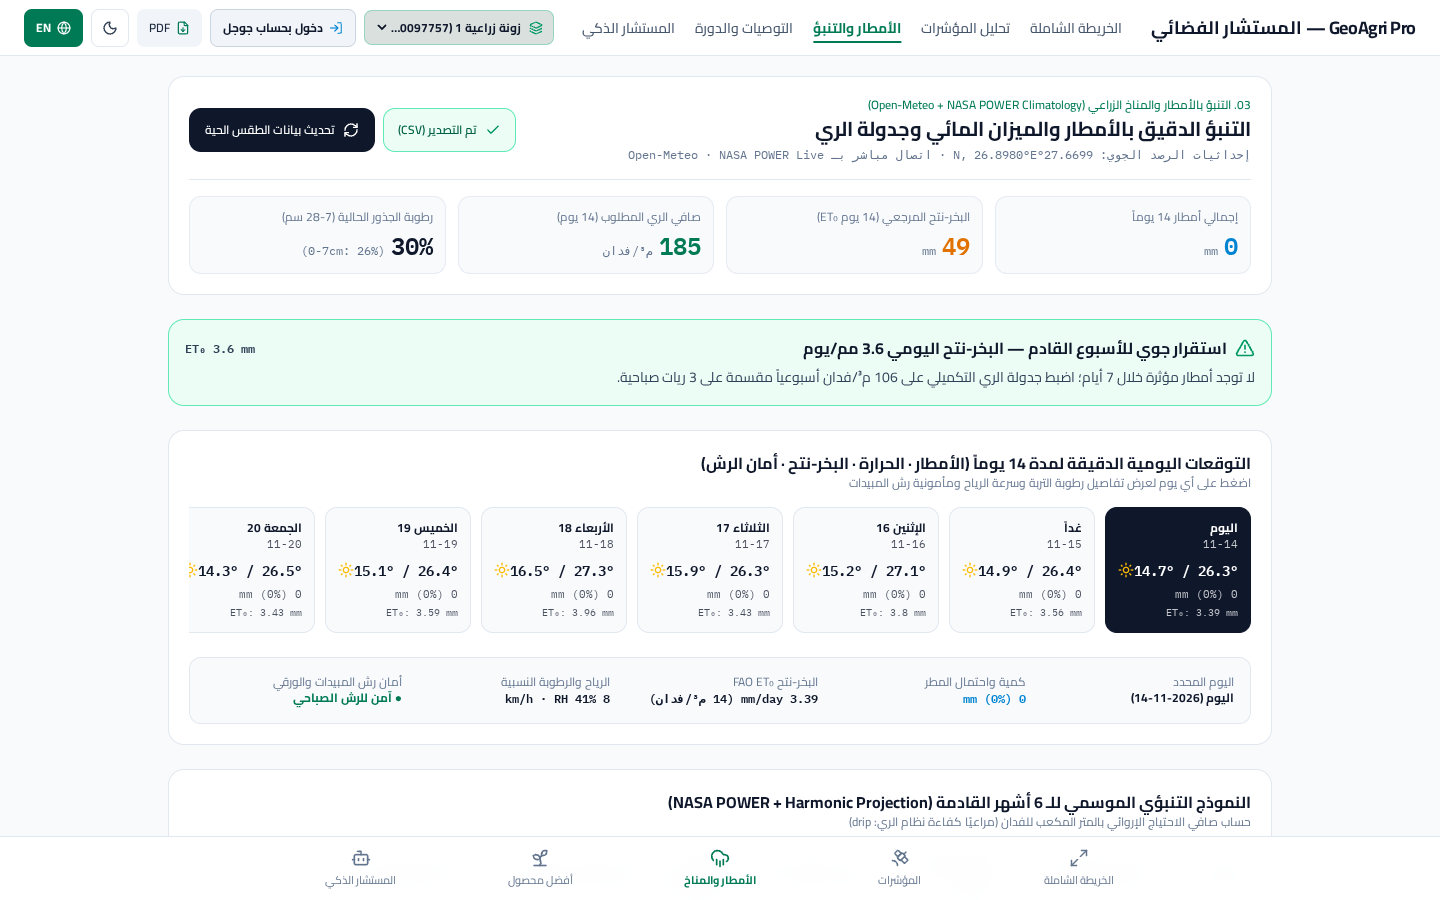 GeoAgri Pro — المستشار الفضائي
الخريطة الشاملة
تحليل المؤشرات
الأمطار والتنبؤ
التوصيات والدورة
المستشار الذكي
زونة زراعية 1 (0097757...
دخول بحساب جوجل
PDF
EN
03. التنبؤ بالأمطار والمناخ الزراعي (Open-Meteo + NASA POWER Climatology)
التنبؤ الدقيق بالأمطار والميزان المائي وجدولة الري
إحداثيات الرصد الجوي: 27.6699°N, 26.8980°E · اتصال مباشر بـ Open-Meteo · NASA POWER Live
تم التصدير (CSV)
تحديث بيانات الطقس الحية
إجمالي أمطار 14 يوماً
0 mm
البخر-نتح المرجعي (14 يوم ET₀)
49 mm
صافي الري المطلوب (14 يوم)
185 م³/فدان
رطوبة الجذور الحالية (7-28 سم)
30% (0-7cm: 26%)
استقرار جوي للأسبوع القادم — البخر-نتح اليومي 3.6 مم/يوم
ET₀ 3.6 mm
لا توجد أمطار مؤثرة خلال 7 أيام؛ اضبط جدولة الري التكميلي على 106 م³/فدان أسبوعياً مقسمة على 3 ريات صباحية.
التوقعات اليومية الدقيقة لمدة 14 يوماً (الأمطار · الحرارة · البخر-نتح · أمان الرش)
اضغط على أي يوم لعرض تفاصيل رطوبة التربة وسرعة الرياح ومأمونية رش المبيدات
اليوم
11-14
26.3° / 14.7°
0 mm (0%)
ET₀: 3.39 mm
غداً
11-15
26.4° / 14.9°
0 mm (0%)
ET₀: 3.56 mm
الإثنين 16
11-16
27.1° / 15.2°
0 mm (0%)
ET₀: 3.8 mm
الثلاثاء 17
11-17
26.3° / 15.9°
0 mm (0%)
ET₀: 3.43 mm
الأربعاء 18
11-18
27.3° / 16.5°
0 mm (0%)
ET₀: 3.96 mm
الخميس 19
11-19
26.4° / 15.1°
0 mm (0%)
ET₀: 3.59 mm
الجمعة 20
11-20
26.5° / 14.3°
0 mm (0%)
ET₀: 3.43 mm
اليوم المحدد
اليوم (2026-11-14)
كمية واحتمال المطر
0 mm (0%)
البخر-نتح FAO ET₀
3.39 mm/day (14 م³/فدان)
الرياح والرطوبة النسبية
8 km/h · RH 41%
أمان رش المبيدات والورقي
● آمن للرش الصباحي
النموذج التنبؤي الموسمي للـ 6 أشهر القادمة (NASA POWER + Harmonic Projection)
حساب صافي الاحتياج الإروائي بالمتر المكعب للفدان (مراعيًا كفاءة نظام الري: drip)
الخريطة الشاملة
المؤشرات
الأمطار والمناخ
أفضل محصول
المستشار الذكي